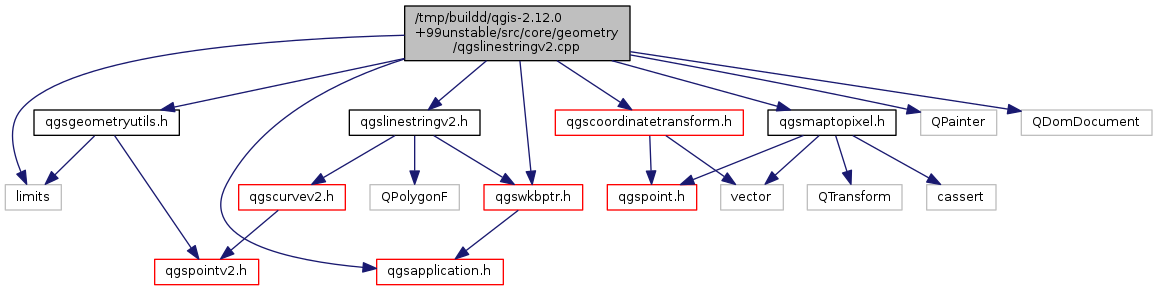 /tmp/buildd/qgis-2.12.0
+99unstable/src/core/geometry
/qgslinestringv2.cpp
qgsgeometryutils.h
qgslinestringv2.h
qgscoordinatetransform.h
qgsmaptopixel.h
QPainter
QDomDocument
limits
qgscurvev2.h
QPolygonF
qgswkbptr.h
qgspoint.h
vector
QTransform
cassert
qgspointv2.h
qgsapplication.h